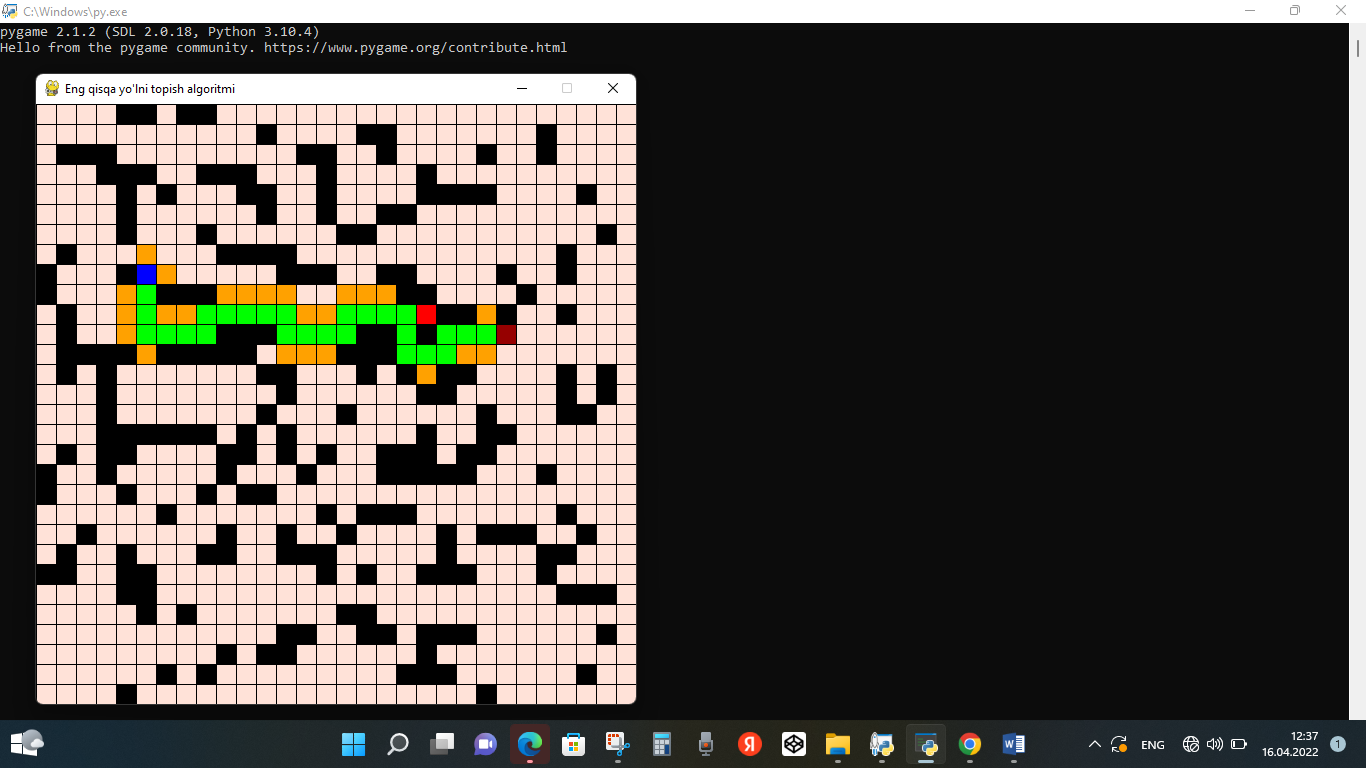 C:\Windows\py.exe
pygame 2.1.2 (SDL 2.0.18, Python 3.10.4)
Hello from the pygame community. https://www.pygame.org/contribute.html
Eng qisqa yo'lni topish algoritmi
Я
ENG
12:37
16.04.2022
1